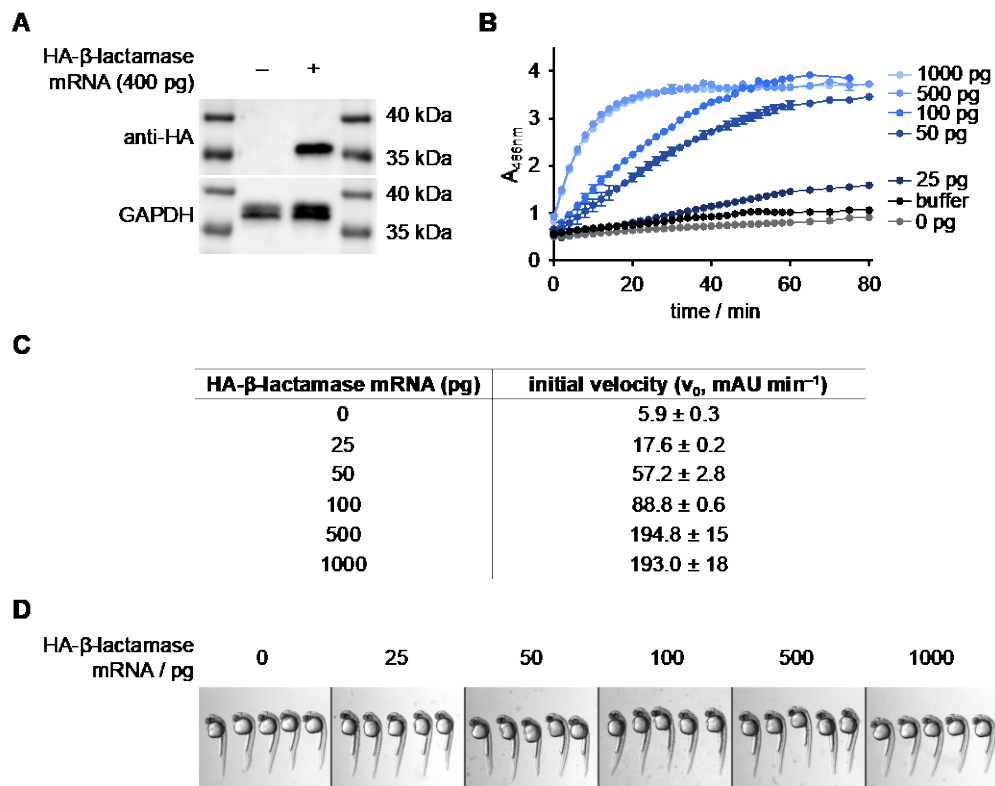 A
HA-β-lactamase
mRNA (400 pg)
– +
anti-HA
40 kDa
35 kDa
GAPDH
40 kDa
35 kDa
B
4
3
2
1
0
A486nm
0 20 40 60 80
time / min
1000 pg
500 pg
100 pg
50 pg
25 pg
buffer
0 pg
C
HA-β-lactamase mRNA (pg) initial velocity (v₀, mAU min⁻¹)
0 5.9 ± 0.3
25 17.6 ± 0.2
50 57.2 ± 2.8
100 88.8 ± 0.6
500 194.8 ± 15
1000 193.0 ± 18
D
HA-β-lactamase
mRNA / pg
0 25 50 100 500 1000